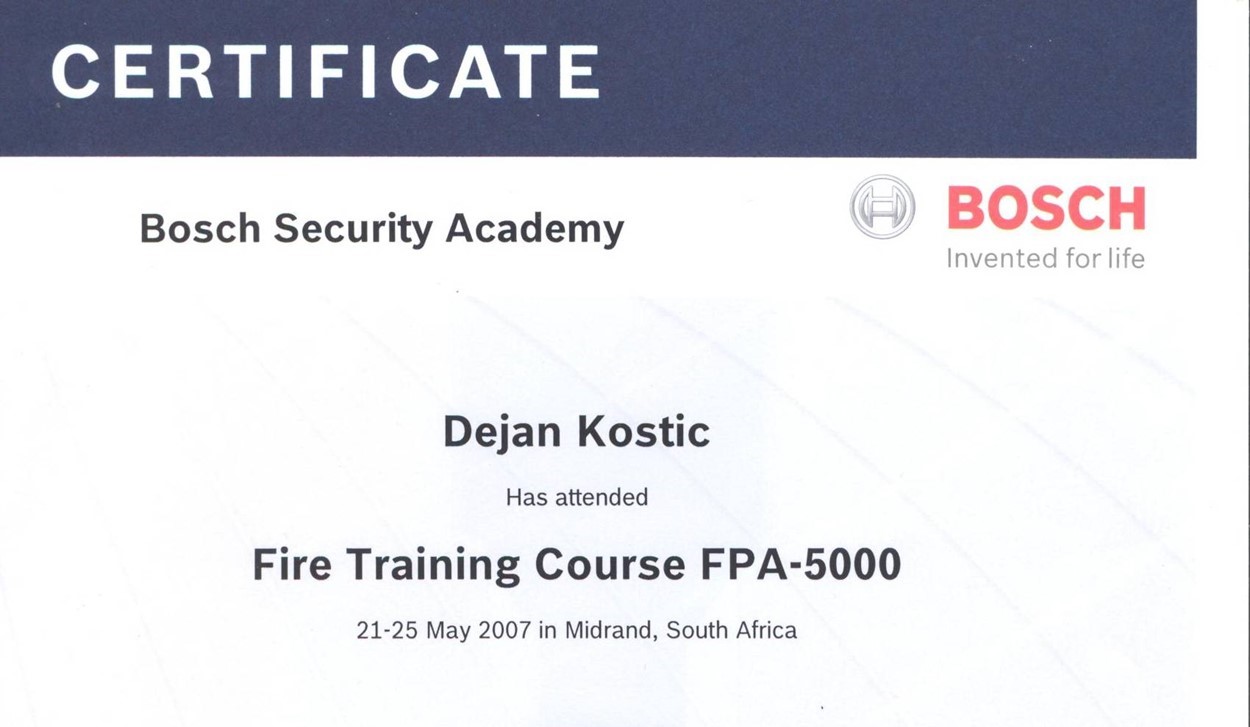 CERTIFICATE
Bosch Security Academy
BOSCH
Invented for life
Dejan Kostic
Has attended
Fire Training Course FPA-5000
21-25 May 2007 in Midrand, South Africa